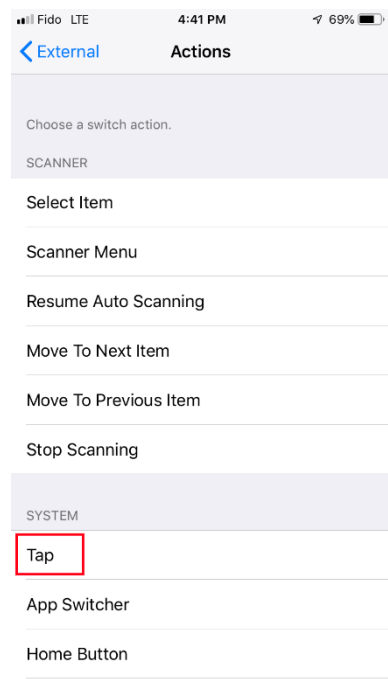 Fido LTE 4:41 PM 69%
External Actions
Choose a switch action.
SCANNER
Select Item
Scanner Menu
Resume Auto Scanning
Move To Next Item
Move To Previous Item
Stop Scanning
SYSTEM
Tap
App Switcher
Home Button